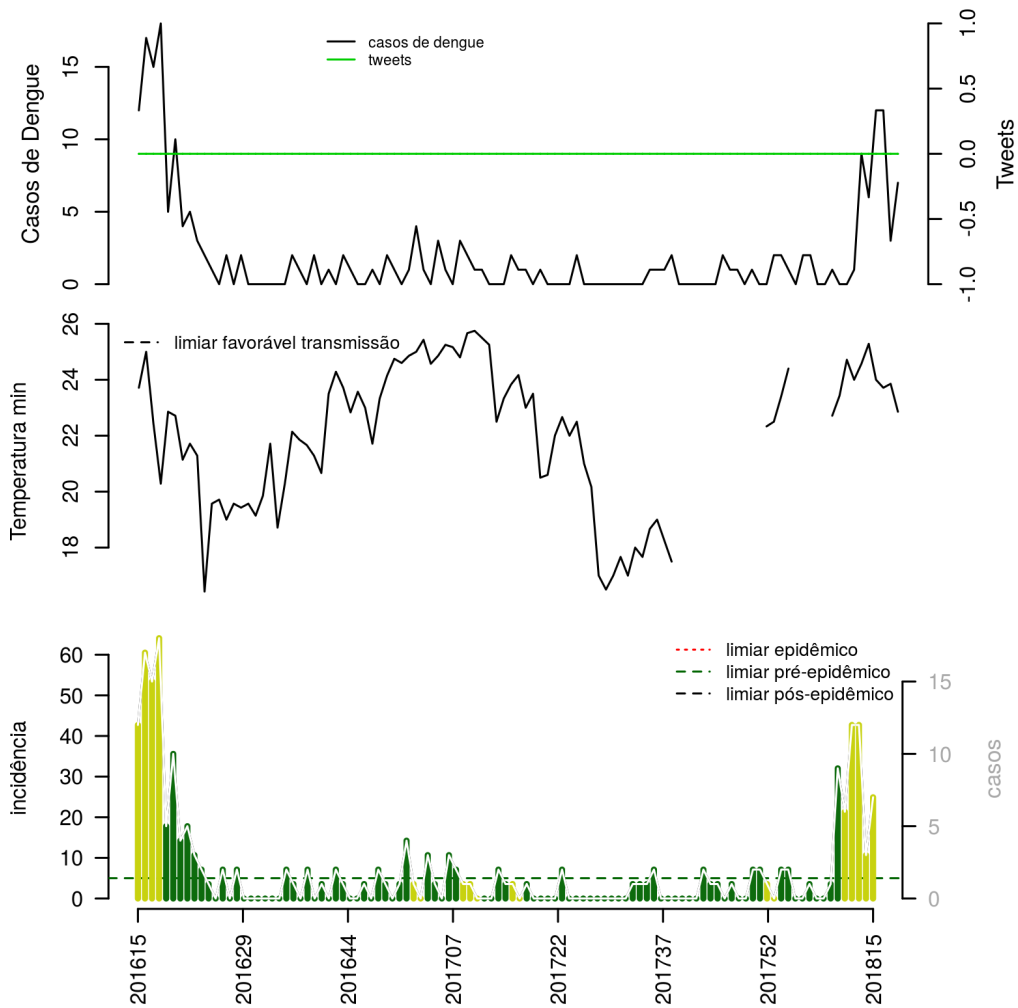 casos de dengue
tweets
Casos de Dengue
0 5 10 15
Tweets
-1.0 -0.5 0.0 0.5 1.0
limiar favorável transmissão
Temperatura min
18 20 22 24 26
limiar epidêmico
limiar pré-epidêmico
limiar pós-epidêmico
incidência
0 10 20 30 40 50 60
casos
0 5 10 15
201615 201629 201644 201707 201722 201737 201752 201815